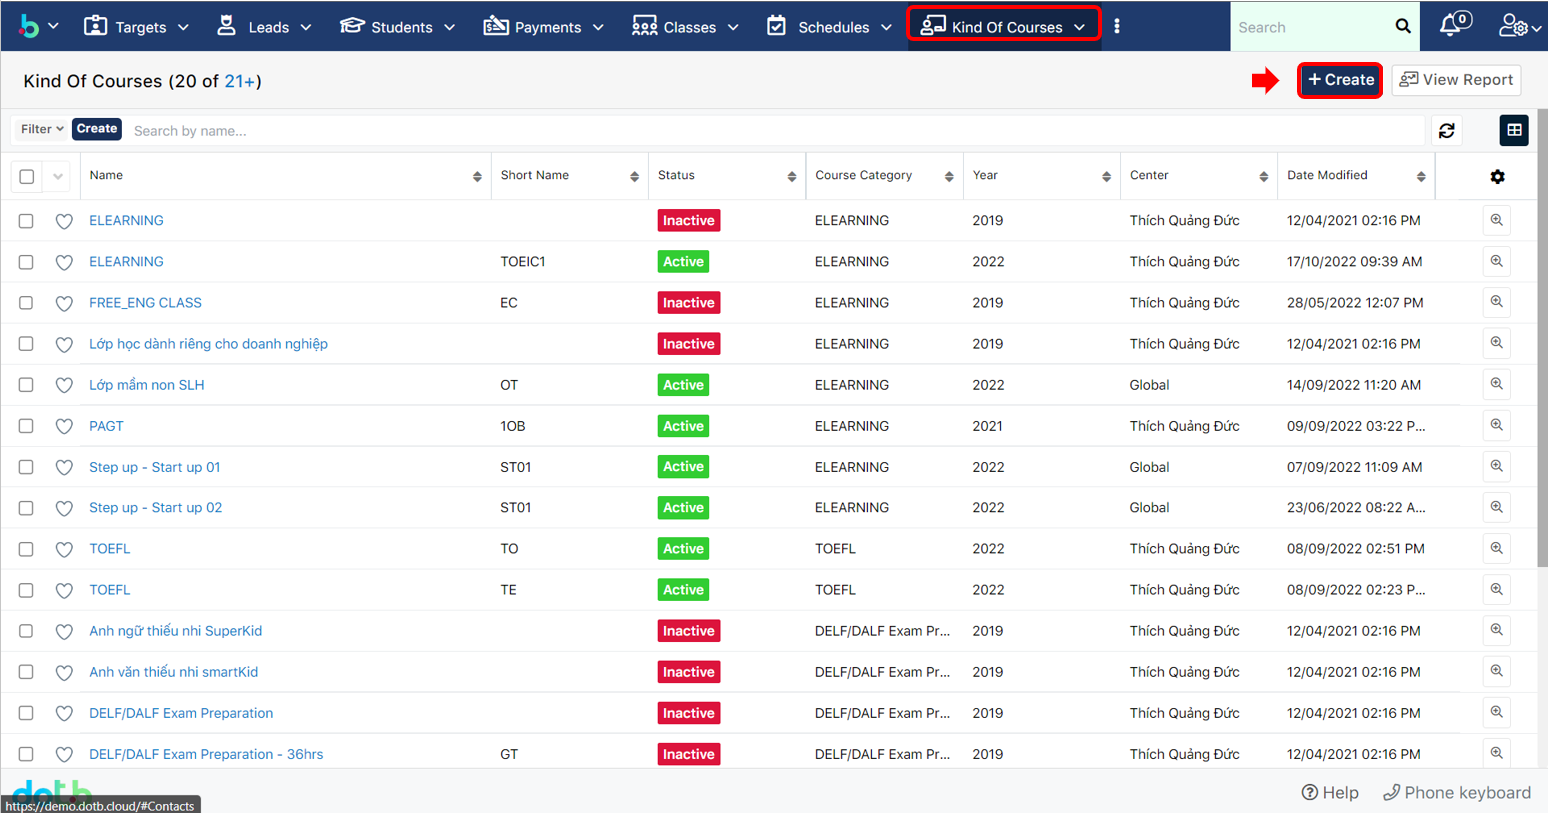 Targets Leads Students Payments Classes Schedules Kind Of Courses Search 0
Kind Of Courses (20 of 21+) + Create View Report
Filter Create Search by name...
Name Short Name Status Course Category Year Center Date Modified
ELEARNING Inactive ELEARNING 2019 Thích Quảng Đức 12/04/2021 02:16 PM
ELEARNING TOEIC1 Active ELEARNING 2022 Thích Quảng Đức 17/10/2022 09:39 AM
FREE_ENG CLASS EC Inactive ELEARNING 2019 Thích Quảng Đức 28/05/2022 12:07 PM
Lớp học dành riêng cho doanh nghiệp Inactive ELEARNING 2019 Thích Quảng Đức 12/04/2021 02:16 PM
Lớp mầm non SLH OT Active ELEARNING 2022 Global 14/09/2022 11:20 AM
PAGT 1OB Active ELEARNING 2021 Thích Quảng Đức 09/09/2022 03:22 P...
Step up - Start up 01 ST01 Active ELEARNING 2022 Global 07/09/2022 11:09 AM
Step up - Start up 02 ST01 Active ELEARNING 2022 Global 23/06/2022 08:22 A...
TOEFL TO Active TOEFL 2022 Thích Quảng Đức 08/09/2022 02:51 PM
TOEFL TE Active TOEFL 2022 Thích Quảng Đức 08/09/2022 02:23 P...
Anh ngữ thiếu nhi SuperKid Inactive DELF/DALF Exam Pr... 2019 Thích Quảng Đức 12/04/2021 02:16 PM
Anh văn thiếu nhi smartKid Inactive DELF/DALF Exam Pr... 2019 Thích Quảng Đức 12/04/2021 02:16 PM
DELF/DALF Exam Preparation Inactive DELF/DALF Exam Pr... 2019 Thích Quảng Đức 12/04/2021 02:16 PM
DELF/DALF Exam Preparation - 36hrs GT Inactive DELF/DALF Exam Pr... 2019 Thích Quảng Đức 12/04/2021 02:16 PM
dotb Help Phone keyboard
https://demo.dotb.cloud/#Contacts